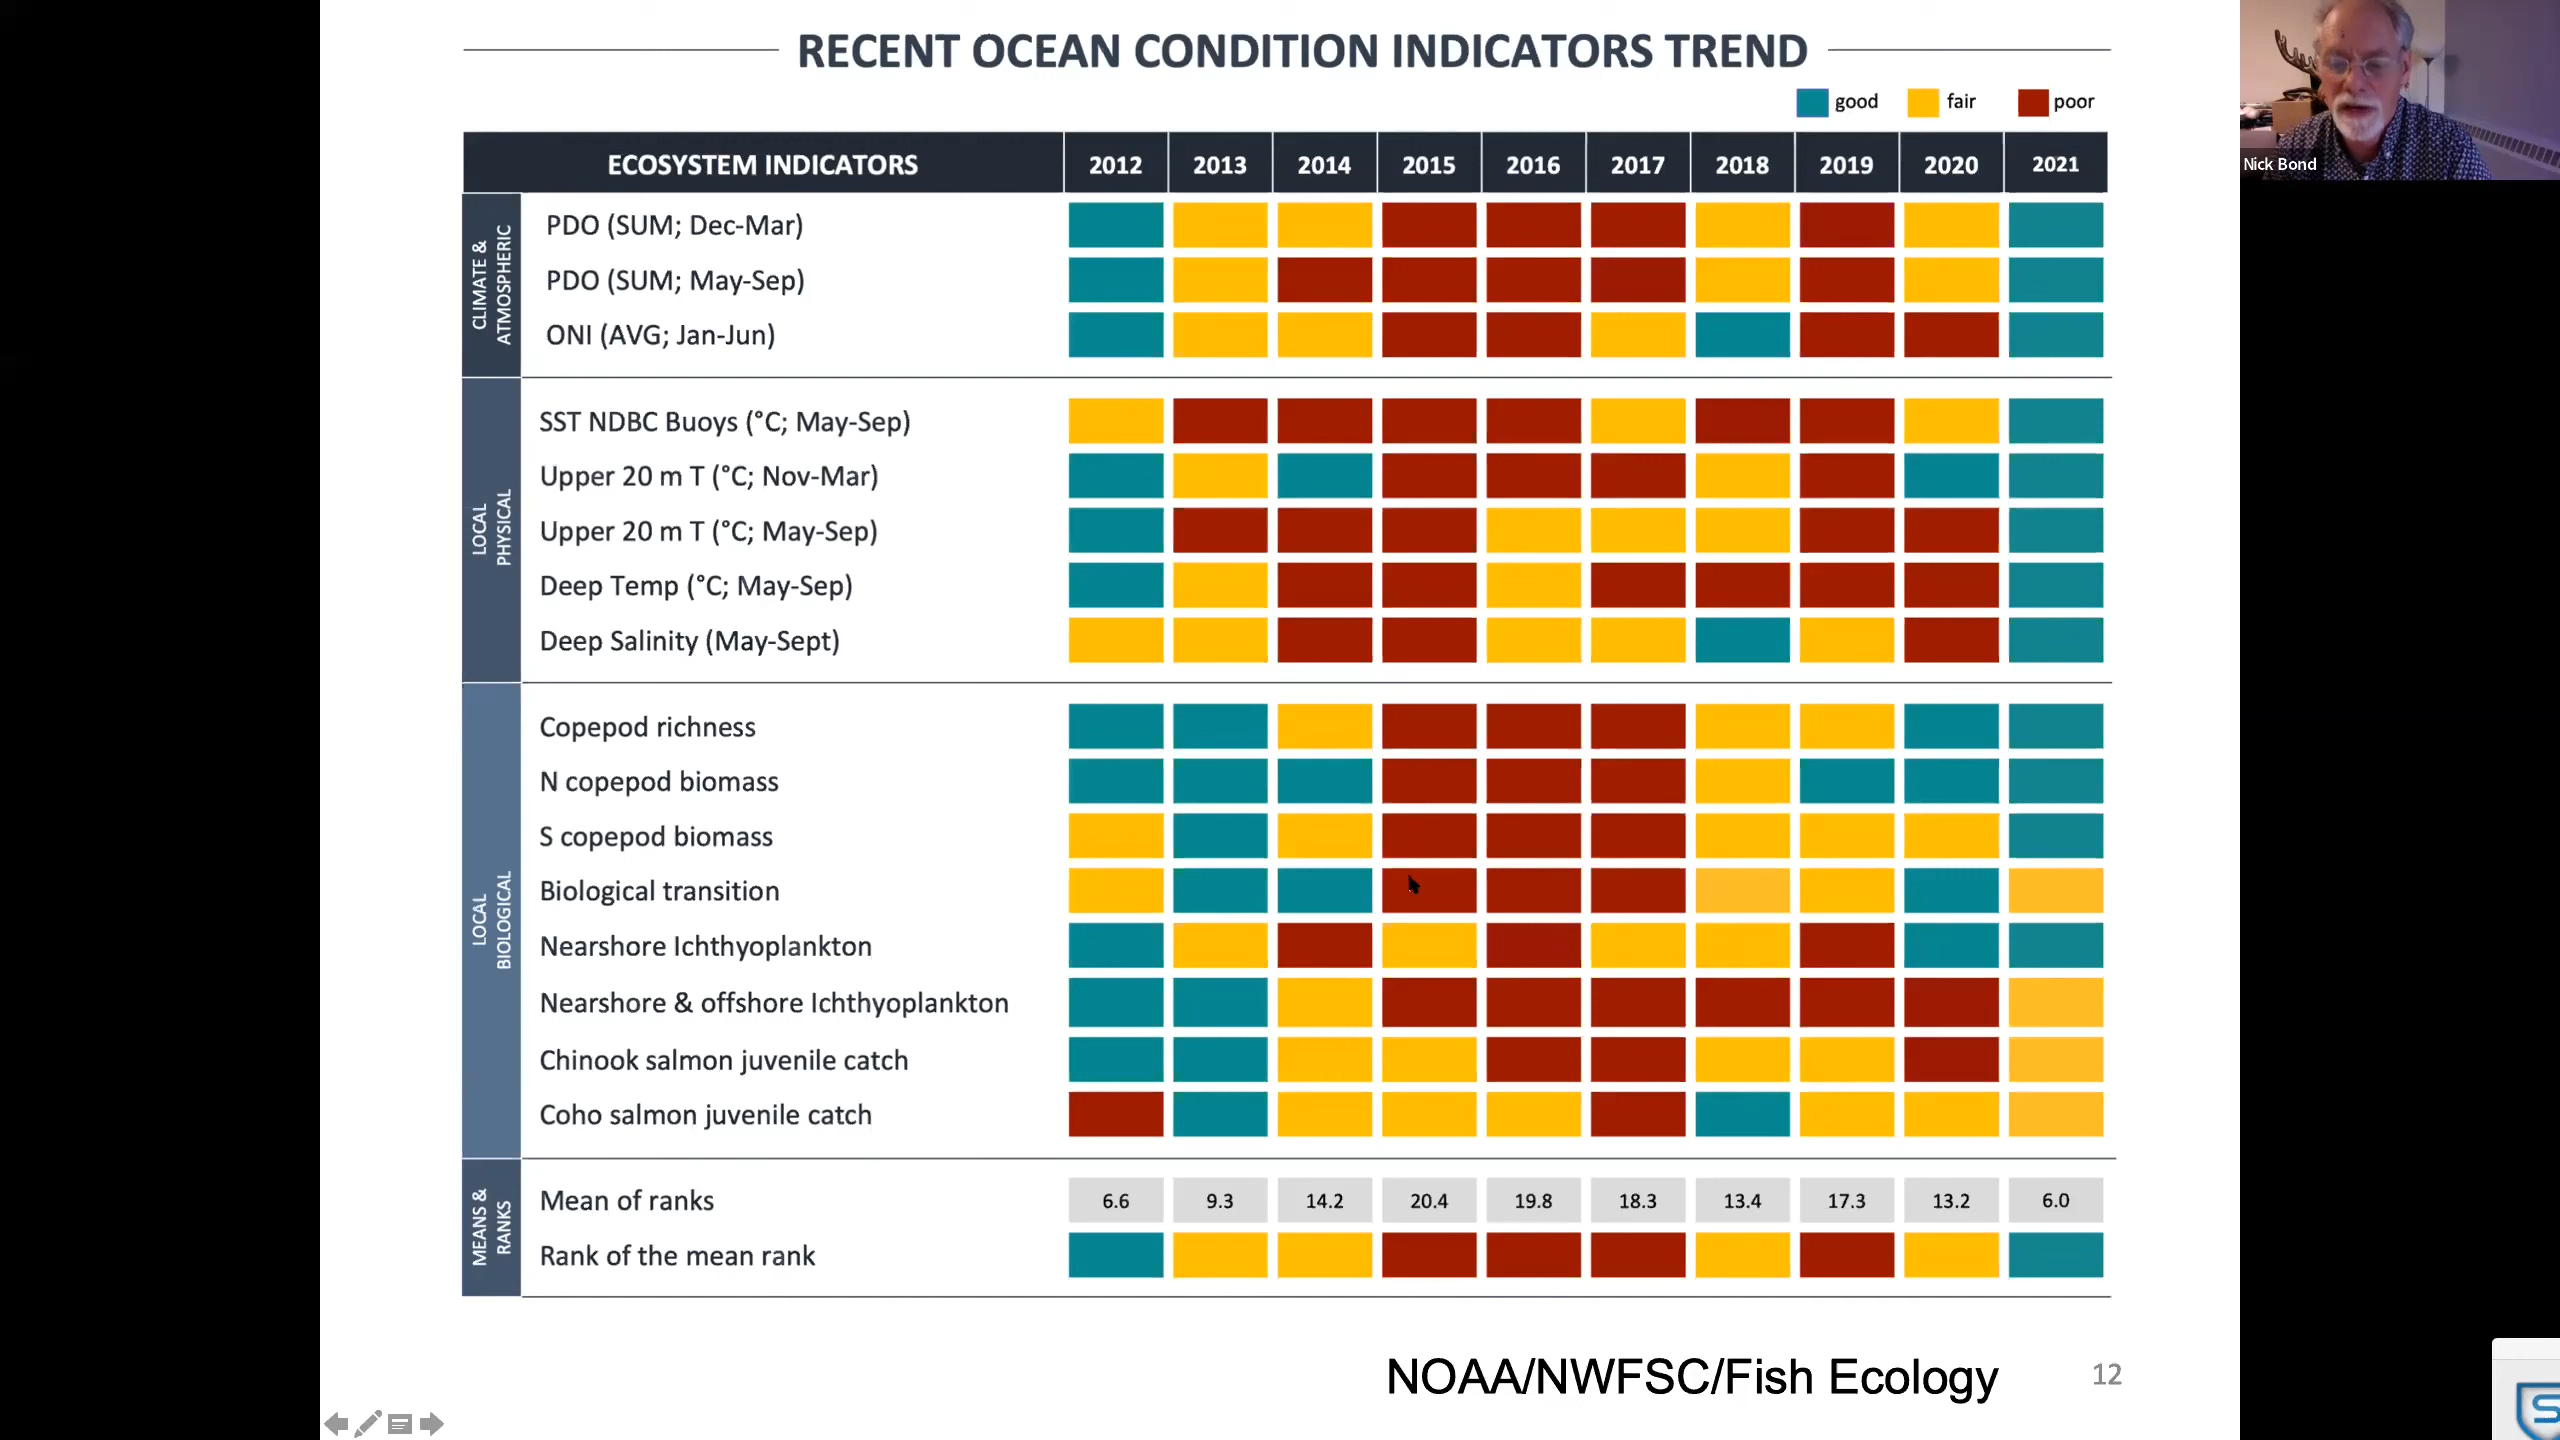 RECENT OCEAN CONDITION INDICATORS TREND
good fair poor
Nick Bond
ECOSYSTEM INDICATORS 2012 2013 2014 2015 2016 2017 2018 2019 2020 2021
CLIMATE &
ATMOSPHERIC
PDO (SUM; Dec-Mar)
PDO (SUM; May-Sep)
ONI (AVG; Jan-Jun)
LOCAL
PHYSICAL
SST NDBC Buoys (°C; May-Sep)
Upper 20 m T (°C; Nov-Mar)
Upper 20 m T (°C; May-Sep)
Deep Temp (°C; May-Sep)
Deep Salinity (May-Sept)
LOCAL
BIOLOGICAL
Copepod richness
N copepod biomass
S copepod biomass
Biological transition
Nearshore Ichthyoplankton
Nearshore & offshore Ichthyoplankton
Chinook salmon juvenile catch
Coho salmon juvenile catch
MEANS &
RANKS
Mean of ranks 6.6 9.3 14.2 20.4 19.8 18.3 13.4 17.3 13.2 6.0
Rank of the mean rank
NOAA/NWFSC/Fish Ecology 12
S